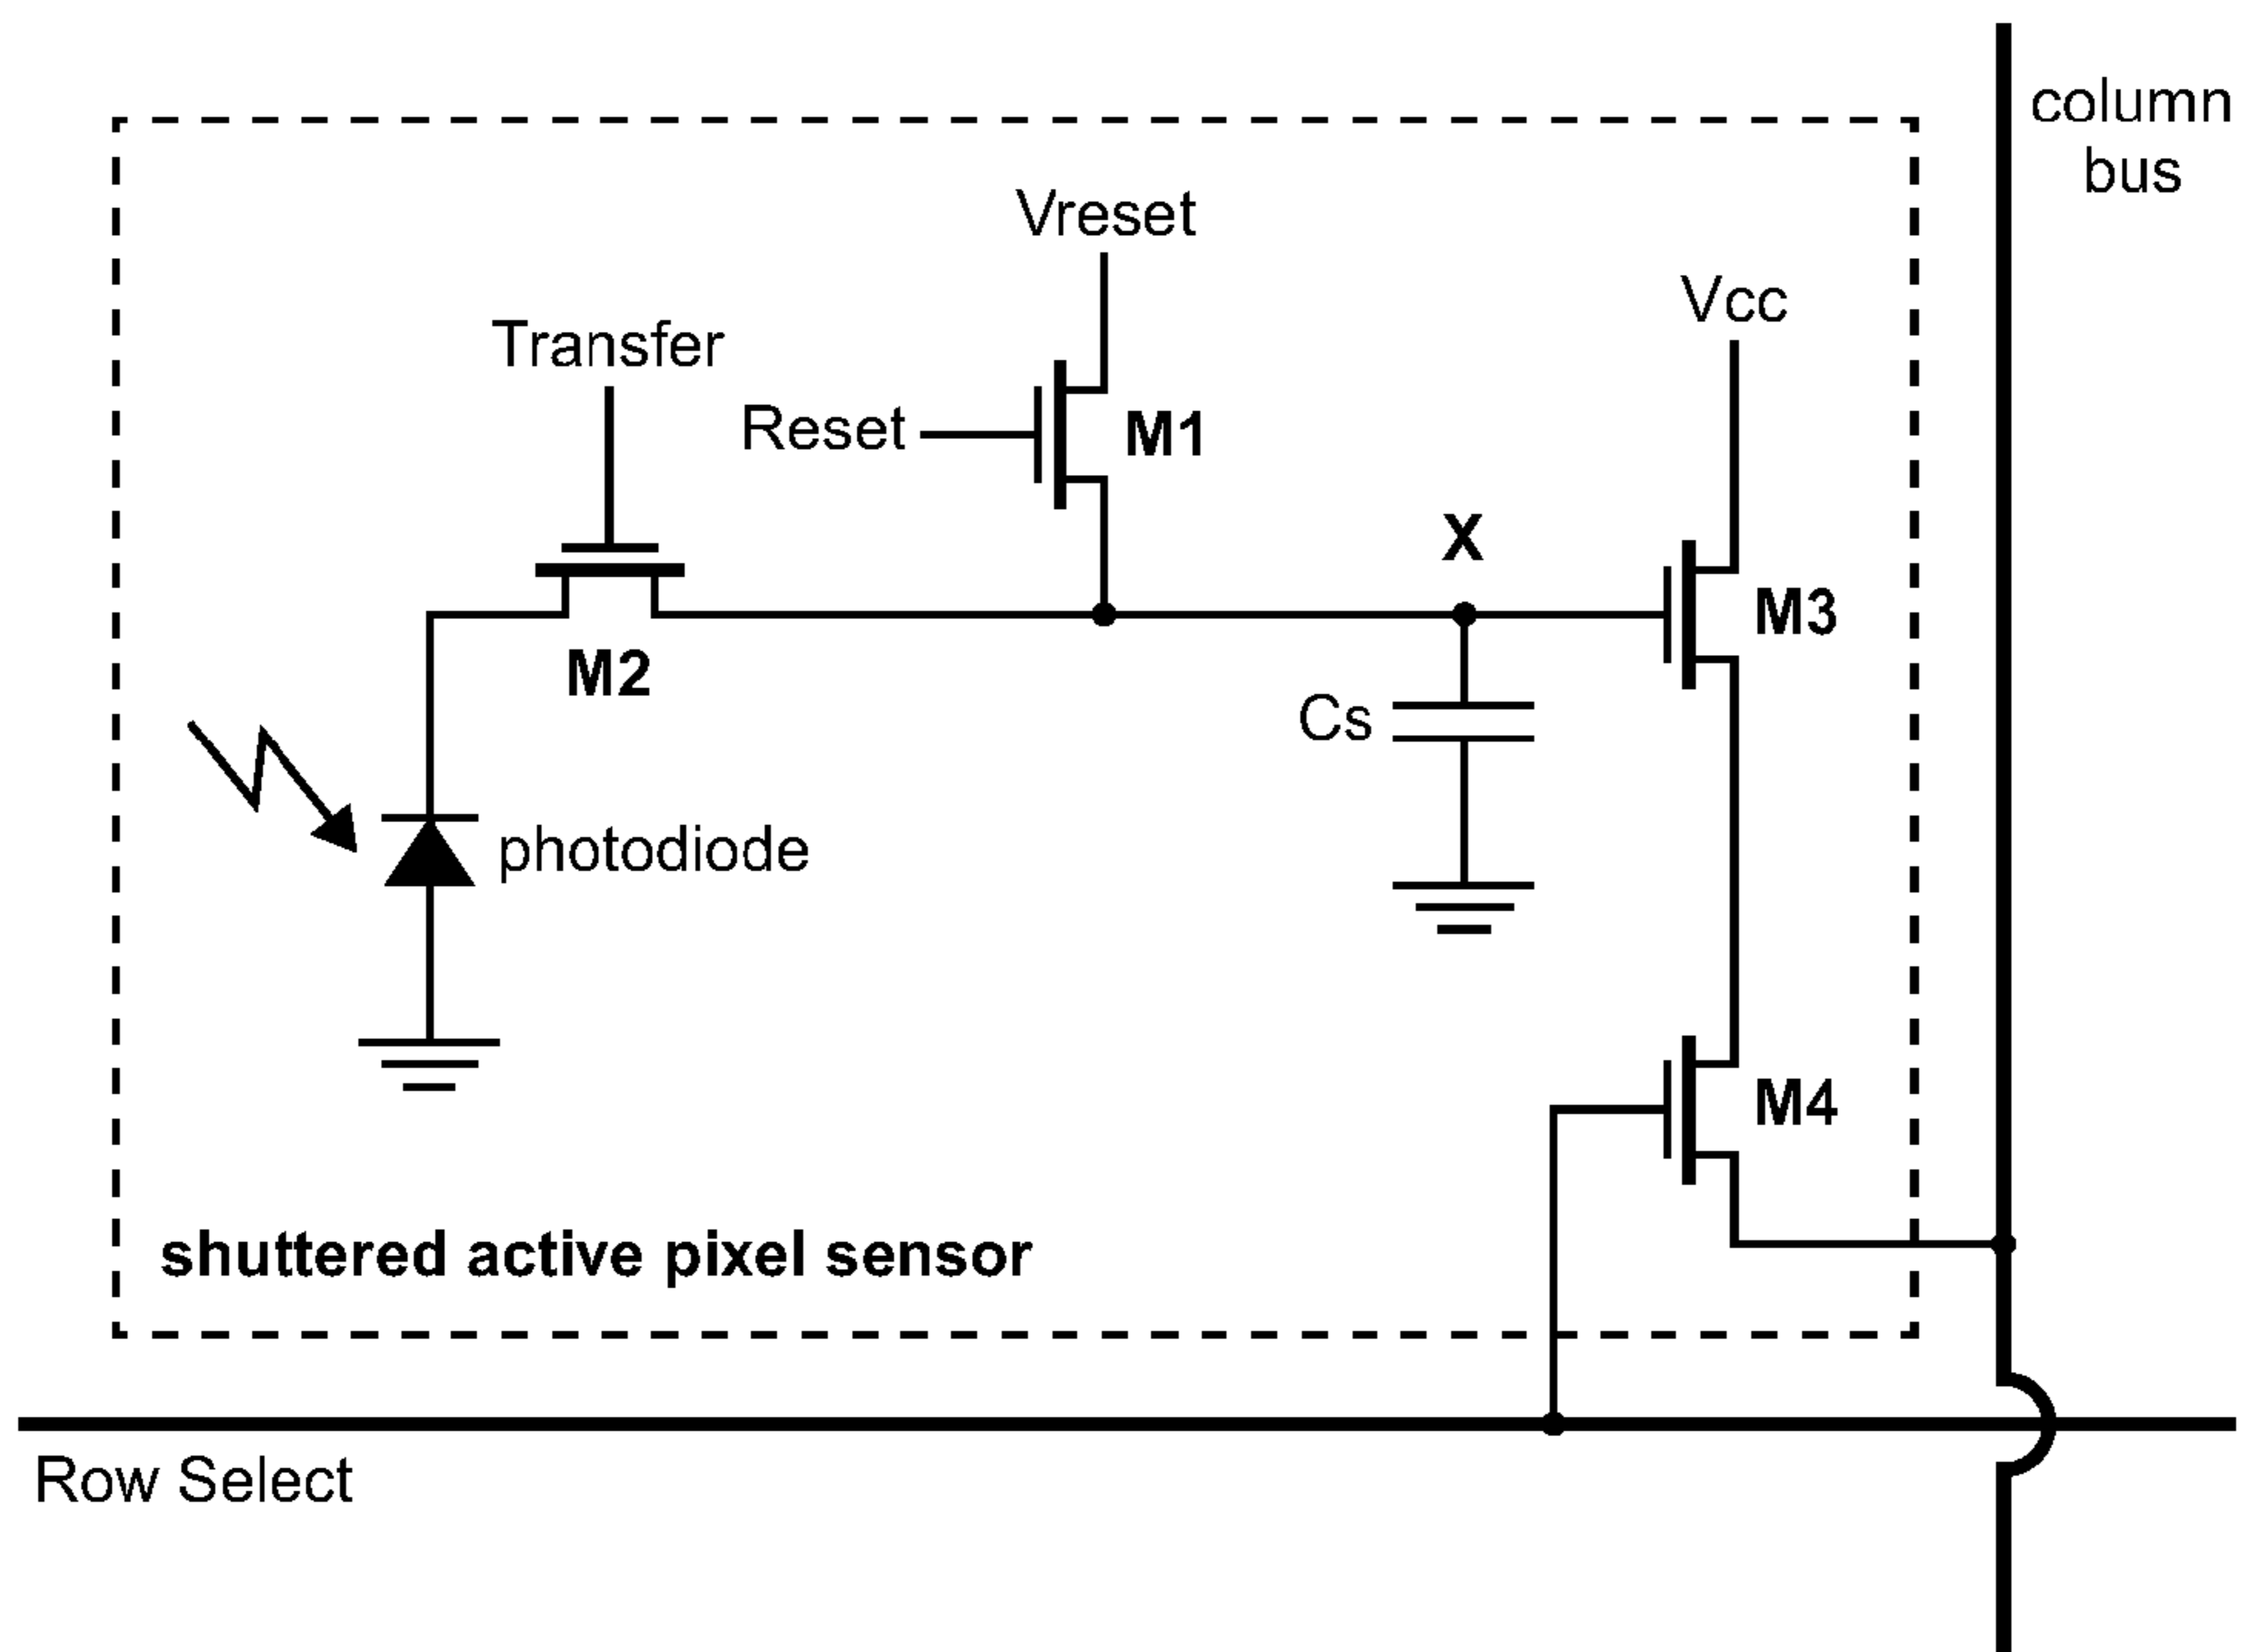 column
bus
Vreset
Vcc
Transfer
Reset
M1
X
M3
M2
Cs
photodiode
M4
shuttered active pixel sensor
Row Select